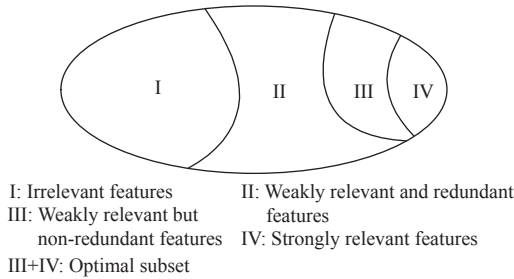 I
II
III
IV
I: Irrelevant features
II: Weakly relevant and redundant
features
III: Weakly relevant but
non-redundant features
IV: Strongly relevant features
III+IV: Optimal subset